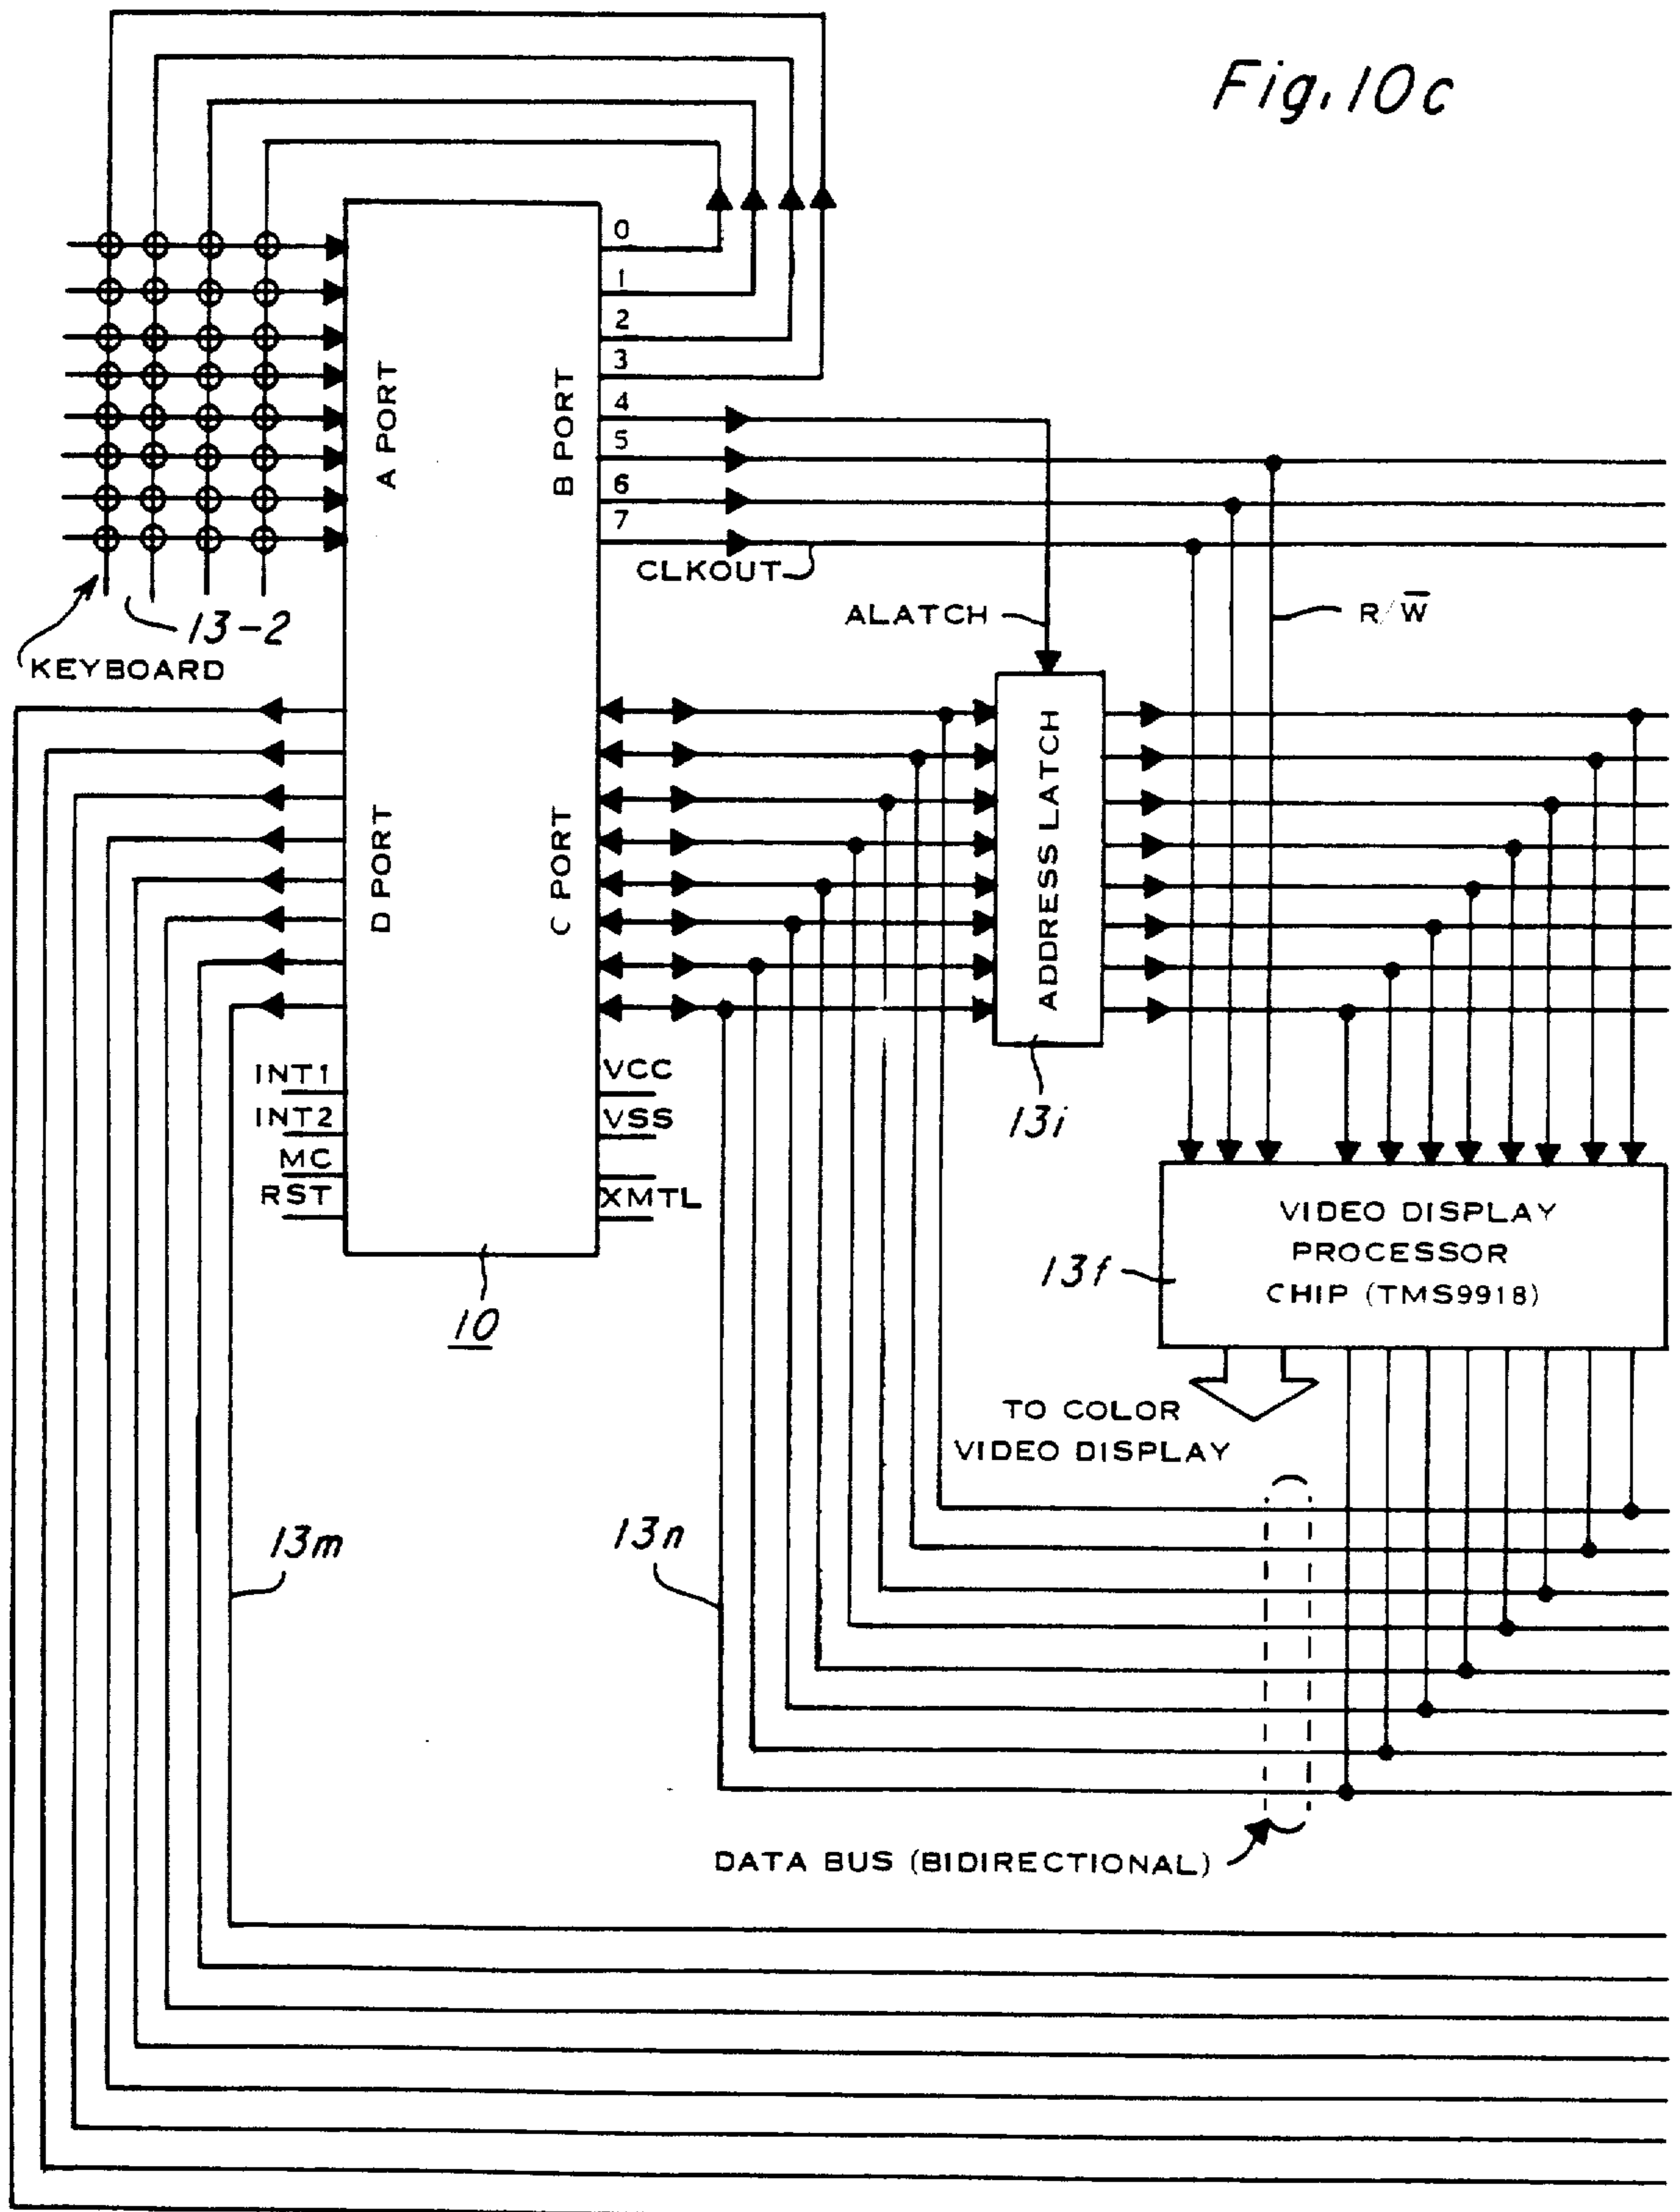 Fig. 10c
0
1
2
3
4
5
6
7
A PORT
B PORT
CLKOUT
ALATCH
R/W̅
13-2
KEYBOARD
D PORT
C PORT
ADDRESS LATCH
INT1
INT2
MC
RST
VCC
VSS
XMTL
13i
10
13f
VIDEO DISPLAY
PROCESSOR
CHIP (TMS9918)
TO COLOR
VIDEO DISPLAY
13m
13n
DATA BUS (BIDIRECTIONAL)